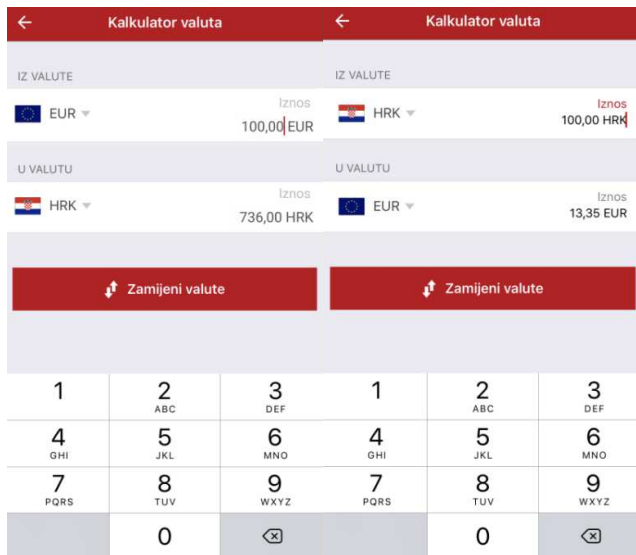 Kalkulator valuta
IZ VALUTE
EUR
Iznos
100,00 EUR
U VALUTU
HRK
Iznos
736,00 HRK
Zamijeni valute
1
2
ABC
3
DEF
4
GHI
5
JKL
6
MNO
7
PQRS
8
TUV
9
WXYZ
0
Kalkulator valuta
IZ VALUTE
HRK
Iznos
100,00 HRK
U VALUTU
EUR
Iznos
13,35 EUR
Zamijeni valute
1
2
ABC
3
DEF
4
GHI
5
JKL
6
MNO
7
PQRS
8
TUV
9
WXYZ
0